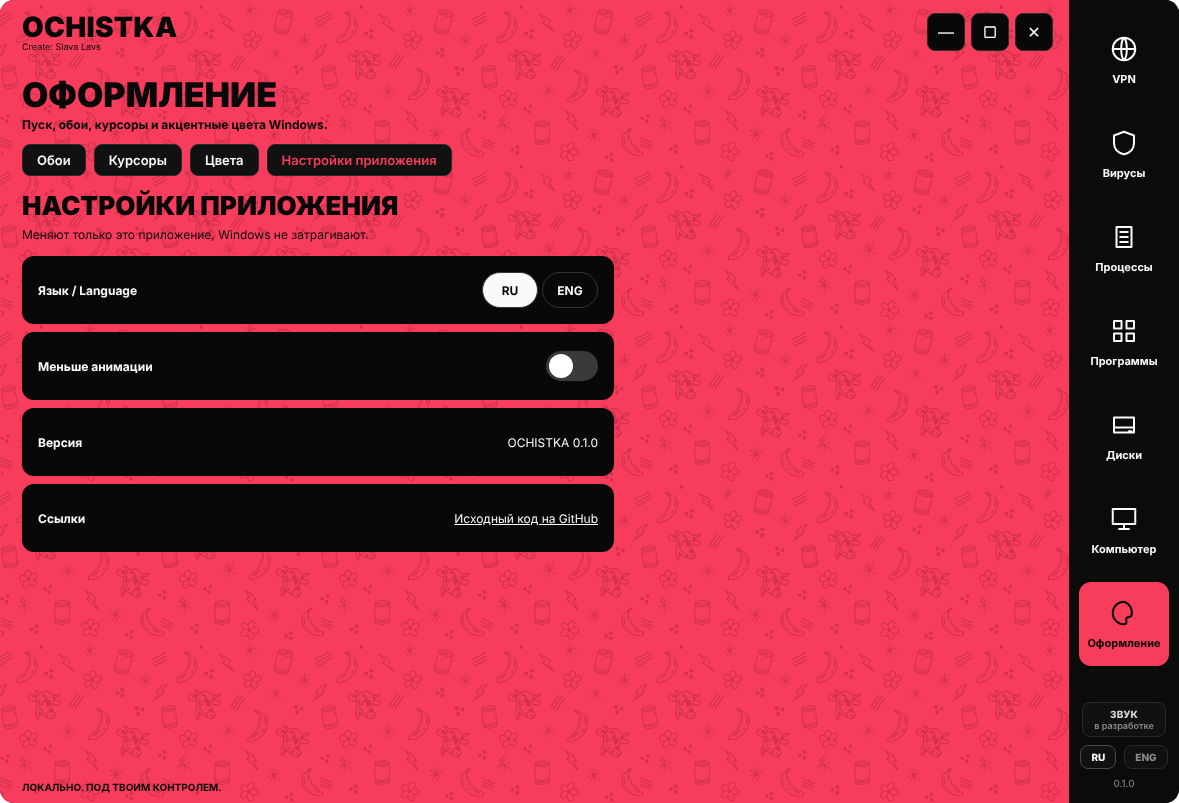 OCHISTKA
Create: Slava Lavs
ОФОРМЛЕНИЕ
Пуск, обои, курсоры и акцентные цвета Windows.
Обои
Курсоры
Цвета
Настройки приложения
НАСТРОЙКИ ПРИЛОЖЕНИЯ
Меняют только это приложение, Windows не затрагивают.
Язык / Language
RU
ENG
Меньше анимации
Версия
OCHISTKA 0.1.0
Ссылки
Исходный код на GitHub
ЛОКАЛЬНО. ПОД ТВОИМ КОНТРОЛЕМ.
VPN
Вирусы
Процессы
Программы
Диски
Компьютер
Оформление
ЗВУК
в разработке
RU
ENG
0.1.0